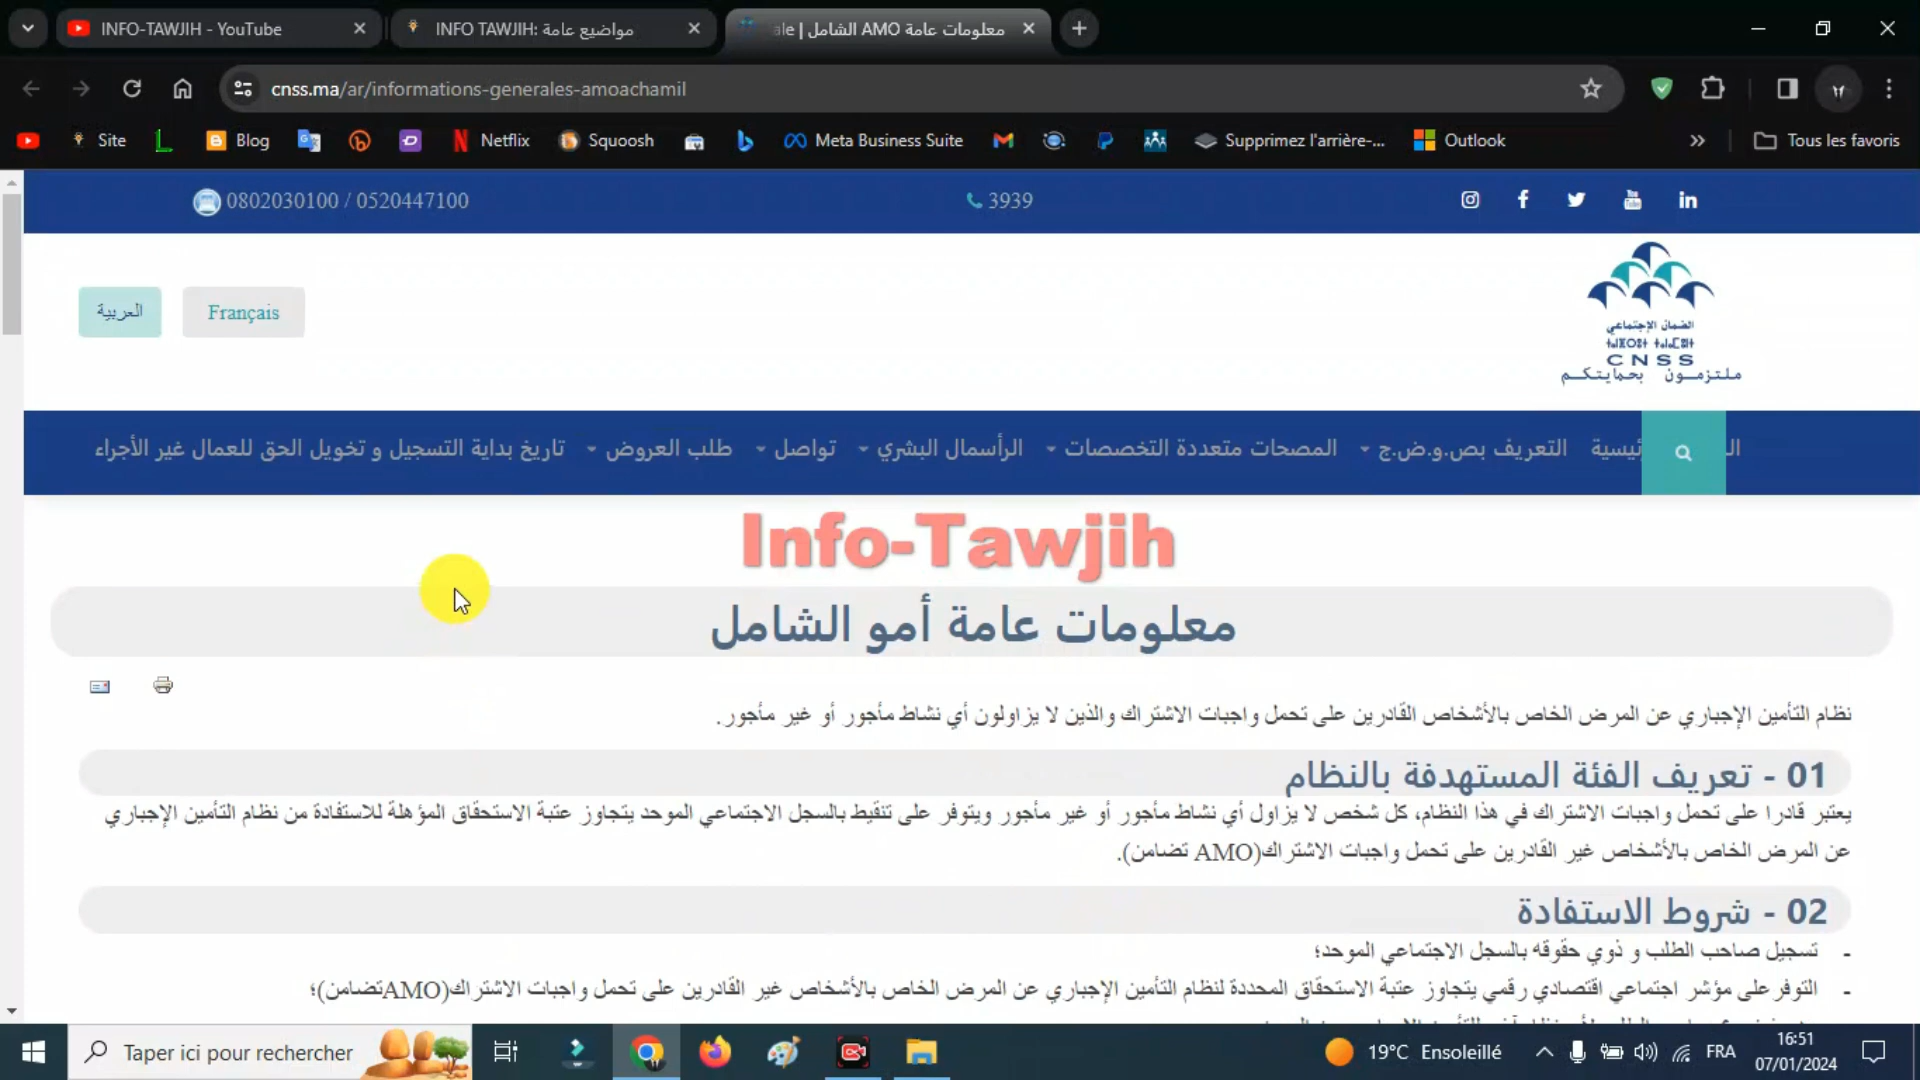 INFO-TAWJIH - YouTube
INFO TAWJIH: مواضيع عامة
معلومات عامة AMO الشامل | ale
cnss.ma/ar/informations-generales-amoachamil
Site
Blog
Netflix
Squoosh
Meta Business Suite
Supprimez l'arrière-...
Outlook
Tous les favoris
0802030100 / 0520447100
3939
العربية
Français
الضمان الإجتماعي
CNSS
ملتزمون بحمايتكم
التعريف بص.و.ض.ج
المصحات متعددة التخصصات
الرأسمال البشري
تواصل
طلب العروض
تاريخ بداية التسجيل و تخويل الحق للعمال غير الأجراء
Info-Tawjih
معلومات عامة أمو الشامل
نظام التأمين الإجباري عن المرض الخاص بالأشخاص القادرين على تحمل واجبات الاشتراك والذين لا يزاولون أي نشاط مأجور أو غير مأجور.
01 - تعريف الفئة المستهدفة بالنظام
يعتبر قادرا على تحمل واجبات الاشتراك في هذا النظام، كل شخص لا يزاول أي نشاط مأجور أو غير مأجور ويتوفر على تنقيط بالسجل الاجتماعي الموحد يتجاوز عتبة الاستحقاق المؤهلة للاستفادة من نظام التأمين الإجباري
عن المرض الخاص بالأشخاص غير القادرين على تحمل واجبات الاشتراك(AMO تضامن).
02 - شروط الاستفادة
- تسجيل صاحب الطلب و ذوي حقوقه بالسجل الاجتماعي الموحد؛
- التوفرعلى مؤشر اجتماعي اقتصادي رقمي يتجاوز عتبة الاستحقاق المحددة لنظام التأمين الإجباري عن المرض الخاص بالأشخاص غير القادرين على تحمل واجبات الاشتراك(AMOتضامن)؛
Taper ici pour rechercher
19°C Ensoleillé
FRA
16:51
07/01/2024